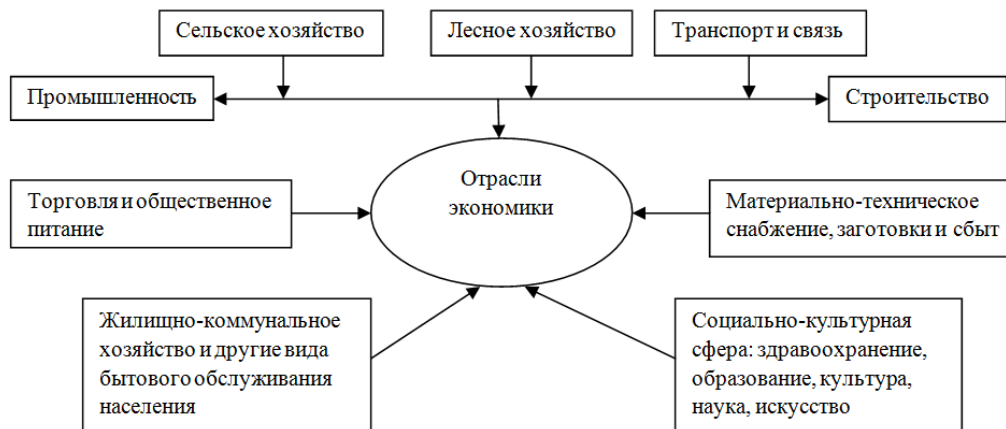 Сельское хозяйство
Лесное хозяйство
Транспорт и связь
Промышленность
Строительство
Отрасли
экономики
Торговля и общественное
питание
Материально-техническое
снабжение, заготовки и сбыт
Жилищно-коммунальное
хозяйство и другие вида
бытового обслуживания
населения
Социально-культурная
сфера: здравоохранение,
образование, культура,
наука, искусство